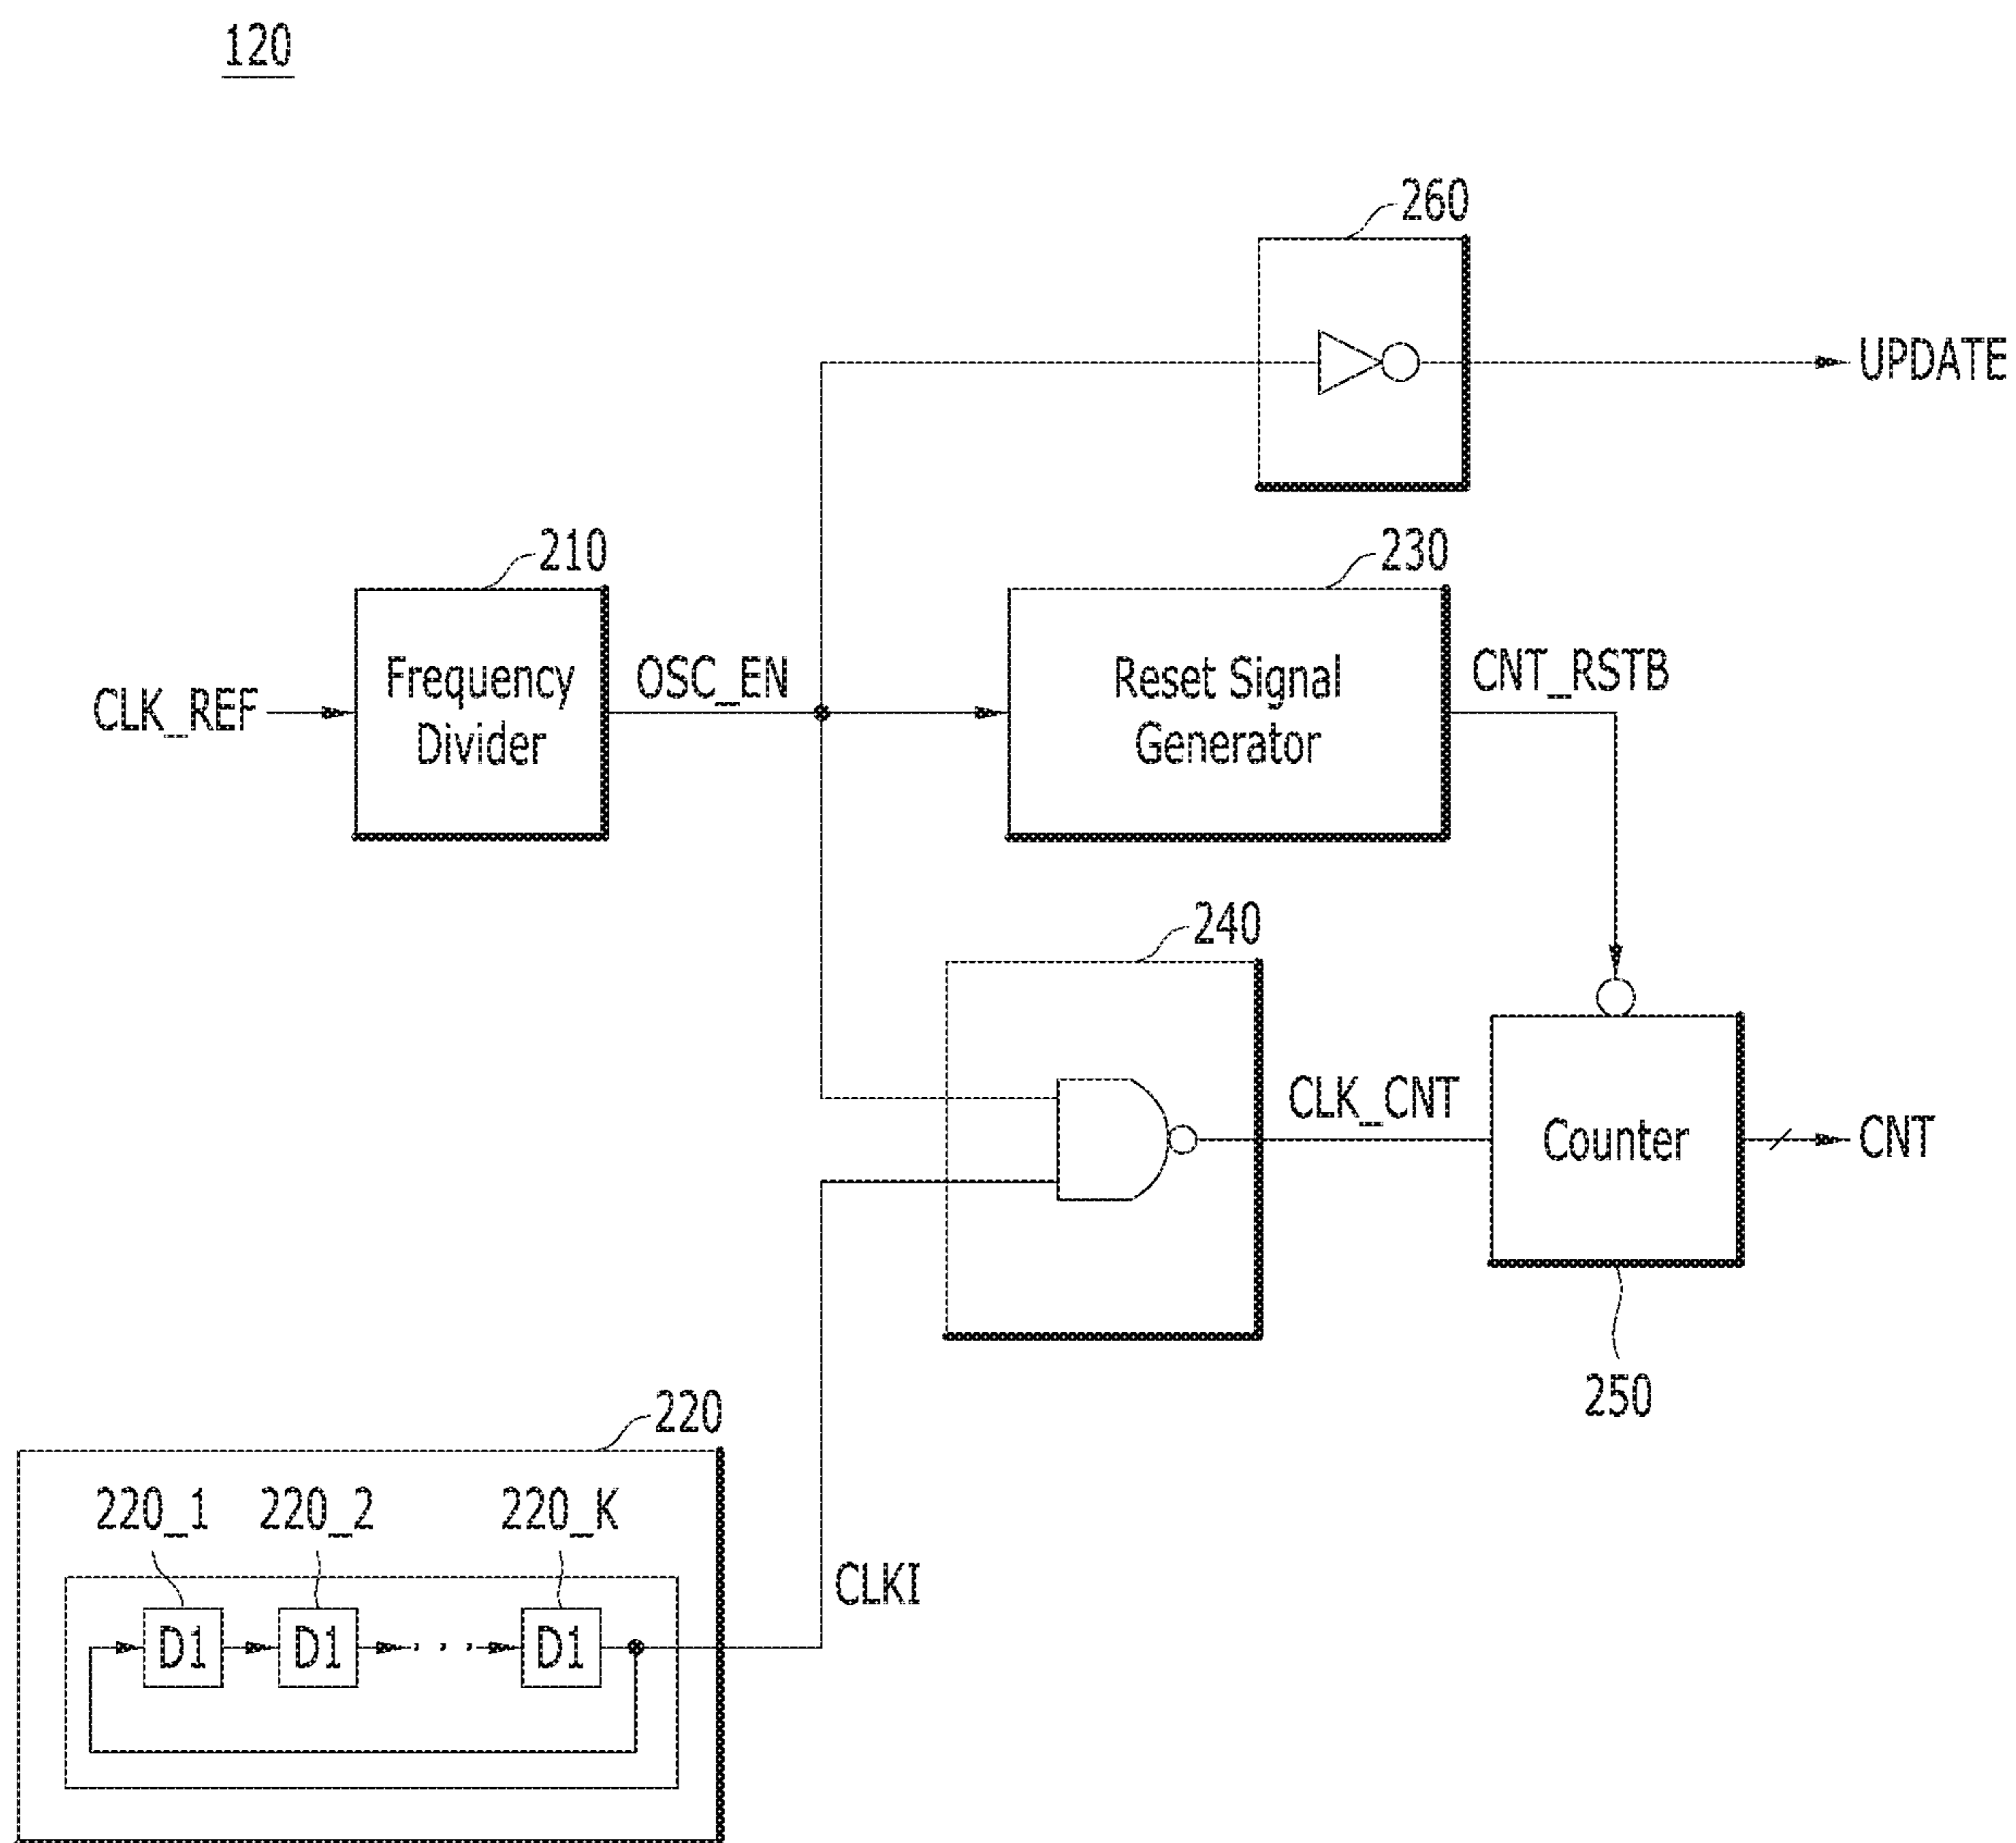 120
260
UPDATE
210
230
CLK_REF
Frequency
Divider
OSC_EN
Reset Signal
Generator
CNT_RSTB
240
CLK_CNT
Counter
CNT
250
220
220_1
220_2
220_K
D1
D1
D1
CLKI